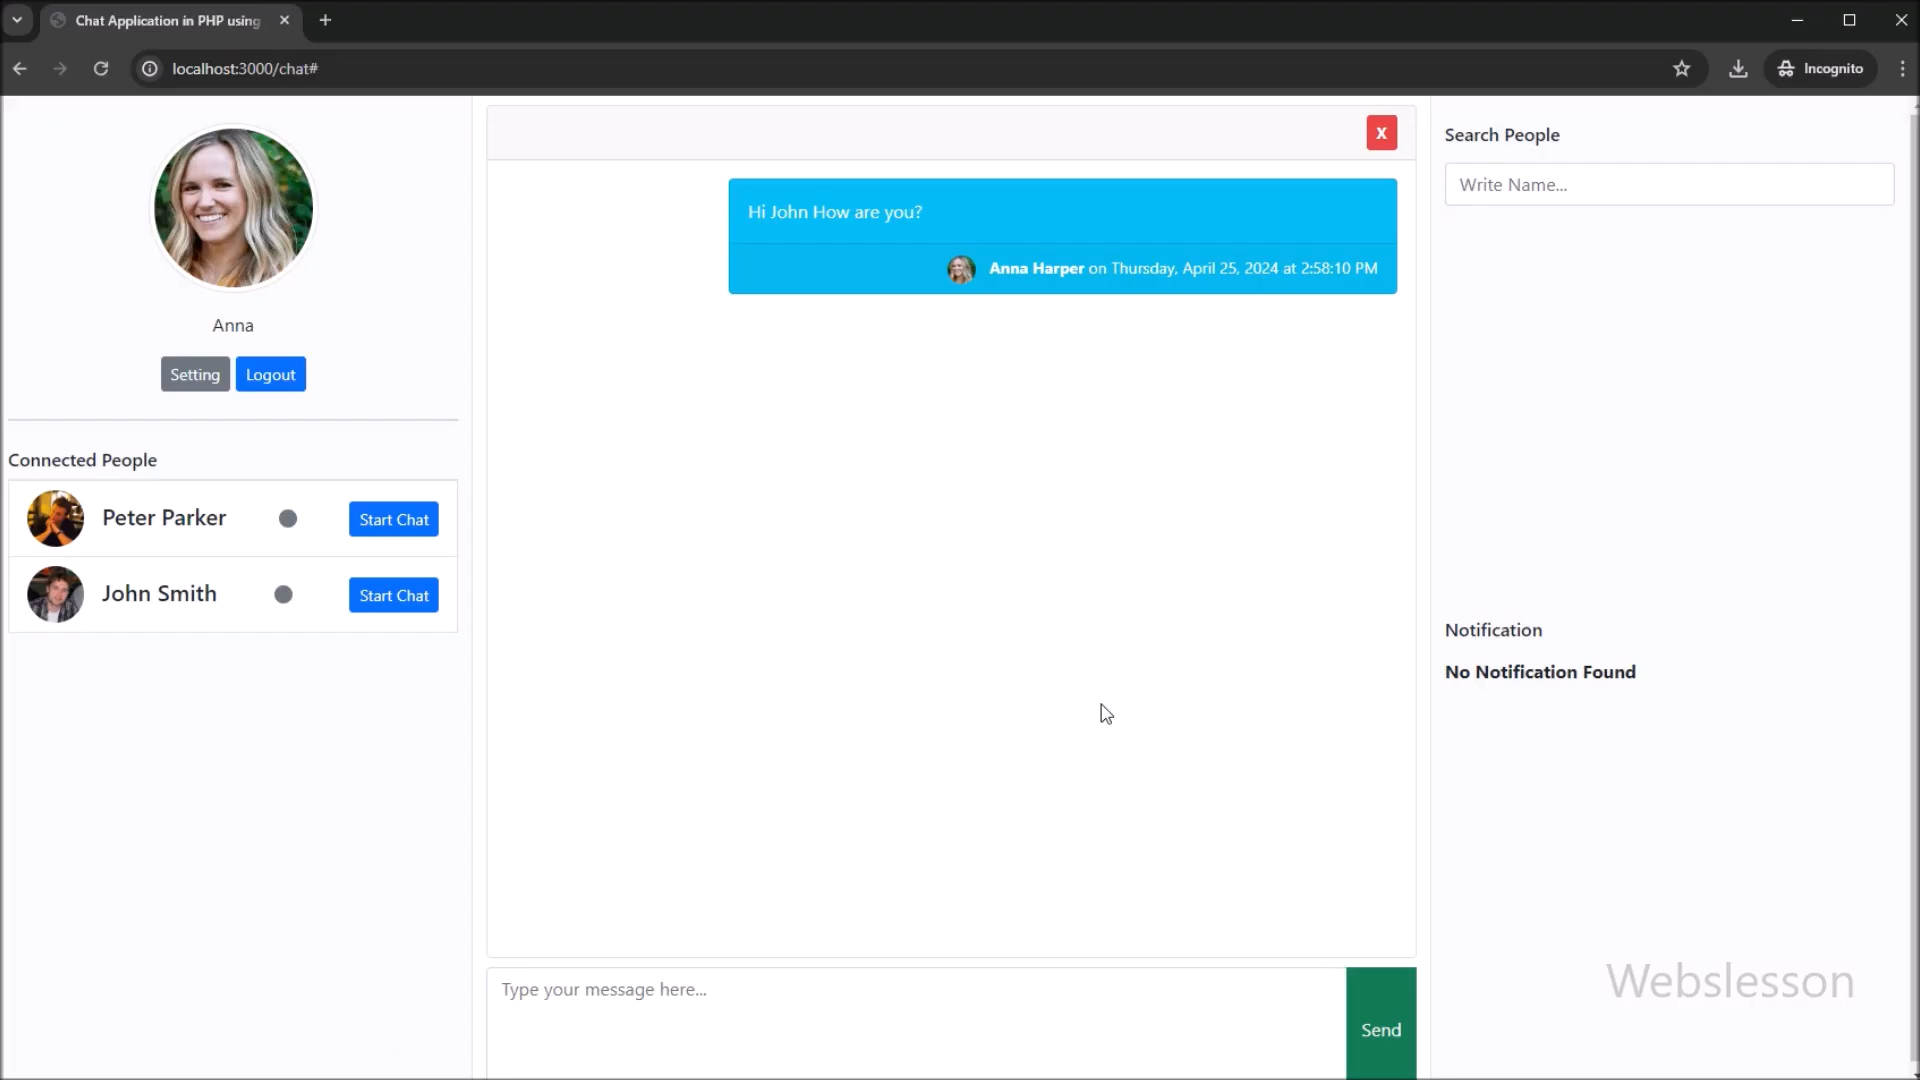 Chat Application in PHP using
localhost:3000/chat#
Incognito
Anna
Setting
Logout
Connected People
Peter Parker
Start Chat
John Smith
Start Chat
X
Hi John How are you?
Anna Harper on Thursday, April 25, 2024 at 2:58:10 PM
Type your message here...
Send
Search People
Write Name...
Notification
No Notification Found
Webslesson